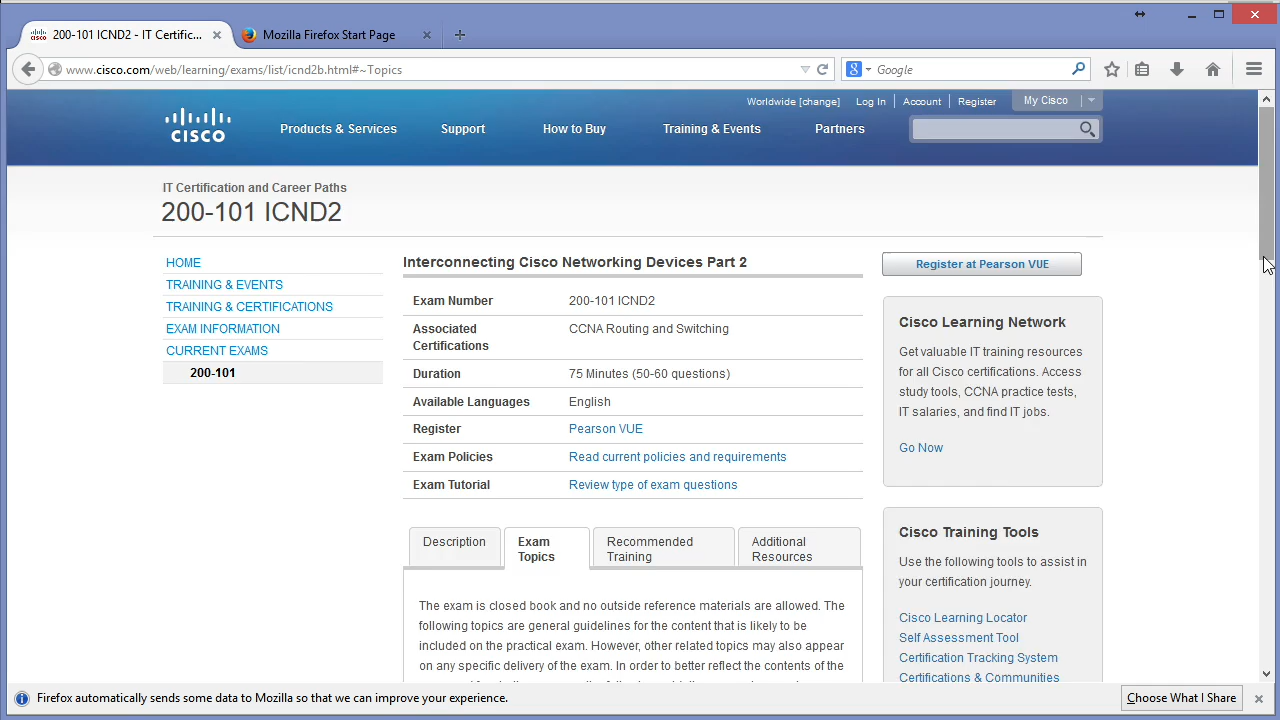 200-101 ICND2 - IT Certific...
Mozilla Firefox Start Page
www.cisco.com/web/learning/exams/list/icnd2b.html#~Topics
Google
Worldwide [change]
Log In
Account
Register
My Cisco
CISCO
Products & Services
Support
How to Buy
Training & Events
Partners
IT Certification and Career Paths
200-101 ICND2
HOME
TRAINING & EVENTS
TRAINING & CERTIFICATIONS
EXAM INFORMATION
CURRENT EXAMS
200-101
Interconnecting Cisco Networking Devices Part 2
Exam Number 200-101 ICND2
Associated Certifications CCNA Routing and Switching
Duration 75 Minutes (50-60 questions)
Available Languages English
Register Pearson VUE
Exam Policies Read current policies and requirements
Exam Tutorial Review type of exam questions
Description
Exam
Topics
Recommended
Training
Additional
Resources
The exam is closed book and no outside reference materials are allowed. The
following topics are general guidelines for the content that is likely to be
included on the practical exam. However, other related topics may also appear
on any specific delivery of the exam. In order to better reflect the contents of the
Register at Pearson VUE
Cisco Learning Network
Get valuable IT training resources
for all Cisco certifications. Access
study tools, CCNA practice tests,
IT salaries, and find IT jobs.
Go Now
Cisco Training Tools
Use the following tools to assist in
your certification journey.
Cisco Learning Locator
Self Assessment Tool
Certification Tracking System
Certifications & Communities
Firefox automatically sends some data to Mozilla so that we can improve your experience.
Choose What I Share